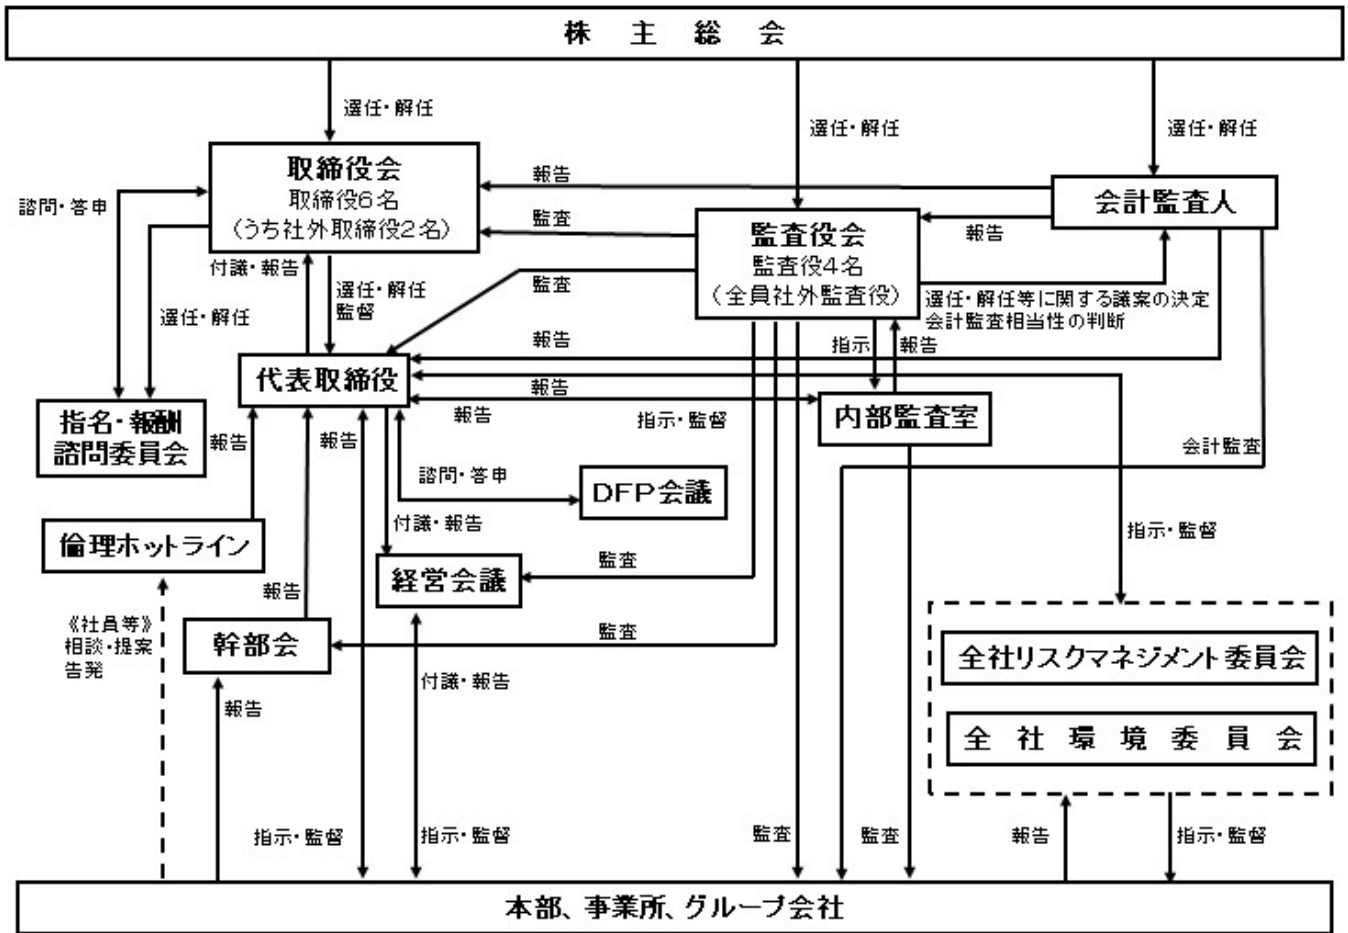 株主総会
選任・解任
選任・解任
選任・解任
取締役会
取締役6名
(うち社外取締役2名)
諮問・答申
報告
会計監査人
監査
監査役会
監査役4名
(全員社外監査役)
報告
付議・報告
選任・解任
監督
監査
選任・解任等に関する議案の決定
会計監査相当性の判断
選任・解任
報告
指示
報告
代表取締役
報告
内部監査室
指名・報酬
諮問委員会
報告
報告
報告
指示・監督
会計監査
諮問・答申
DFP会議
倫理ホットライン
付議・報告
指示・監督
経営会議
監査
報告
《社員等》
相談・提案
告発
幹部会
監査
全社リスクマネジメント委員会
付議・報告
報告
全社環境委員会
指示・監督
指示・監督
監査
監査
報告
指示・監督
本部、事業所、グループ会社